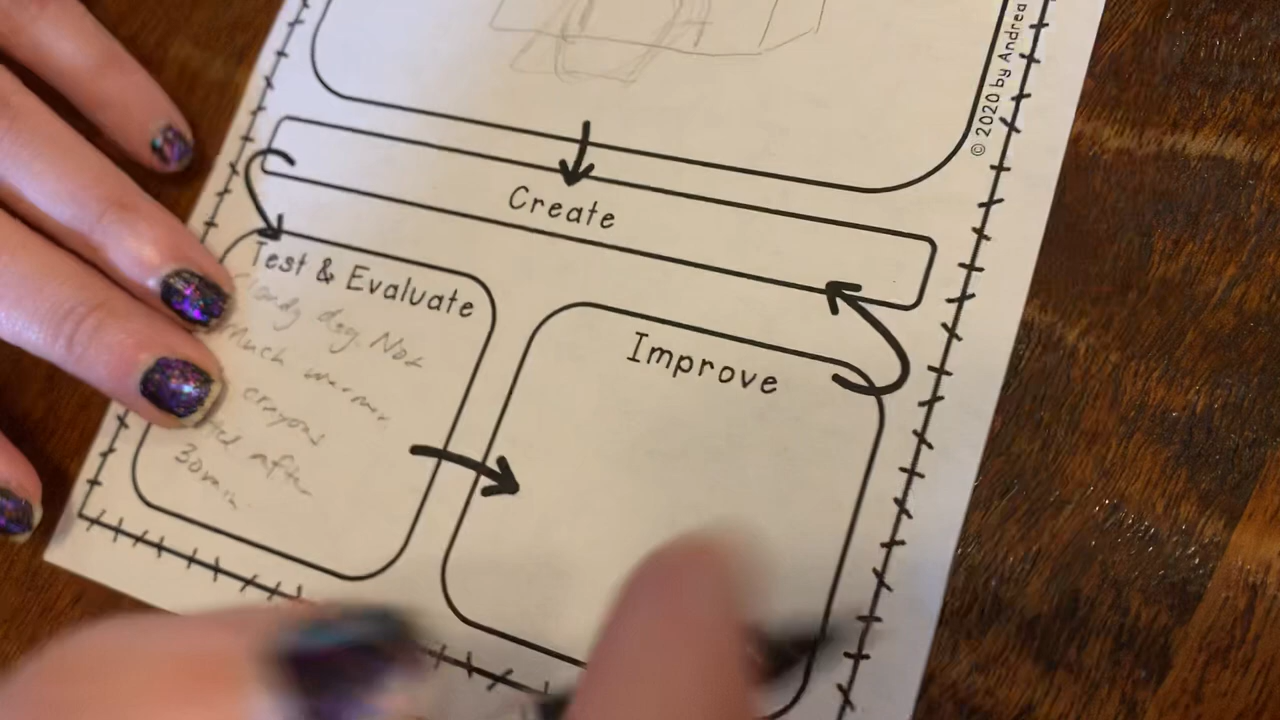 © 2020 by Andrea
Create
Test & Evaluate
Cloudy day. Not
Much warmer
crayons
after
30min
Improve